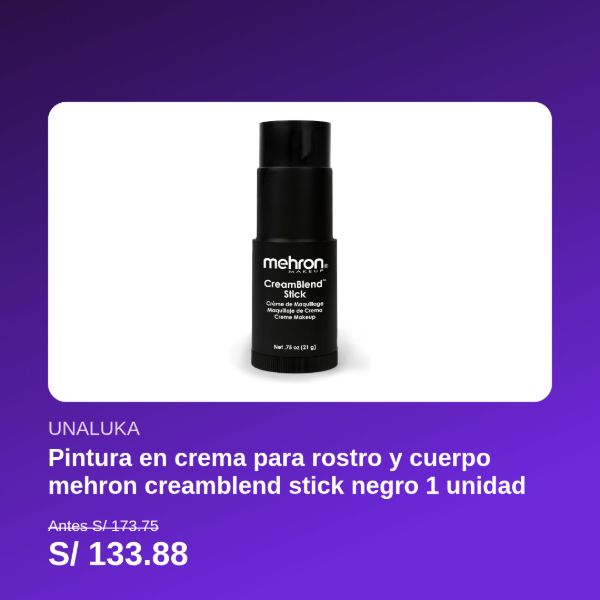 mehron
MAKEUP
CreamBlend™
Stick
Crème de Maquillage
Maquillaje de Crema
Creme Makeup
Net .75 oz (21 g)
UNALUKA
Pintura en crema para rostro y cuerpo
mehron creamblend stick negro 1 unidad
Antes S/ 173.75
S/ 133.88